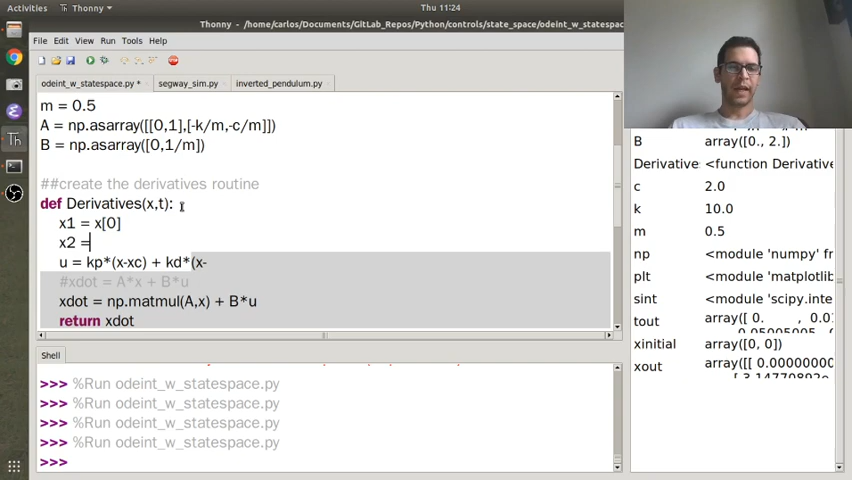 Activities Thonny Thu 11:24
Thonny - /home/carlos/Documents/GitLab_Repos/Python/controls/state_space/odeint_w_statespac
File Edit View Run Tools Help
odeint_w_statespace.py * segway_sim.py inverted_pendulum.py
m = 0.5
A = np.asarray([[0,1],[-k/m,-c/m]])
B = np.asarray([0,1/m])
##create the derivatives routine
def Derivatives(x,t):
x1 = x[0]
x2 =
u = kp*(x-xc) + kd*(x-
#xdot = A*x + B*u
xdot = np.matmul(A,x) + B*u
return xdot
Shell
>>> %Run odeint_w_statespace.py
>>> %Run odeint_w_statespace.py
>>> %Run odeint_w_statespace.py
>>> %Run odeint_w_statespace.py
>>>
B array([0., 2.])
Derivative <function Derivative
c 2.0
k 10.0
m 0.5
np <module 'numpy' f
plt <module 'matplotlib
sint <module 'scipy.inte
tout array([ 0. , 0.0
xinitial array([0, 0])
xout array([[ 0.00000000